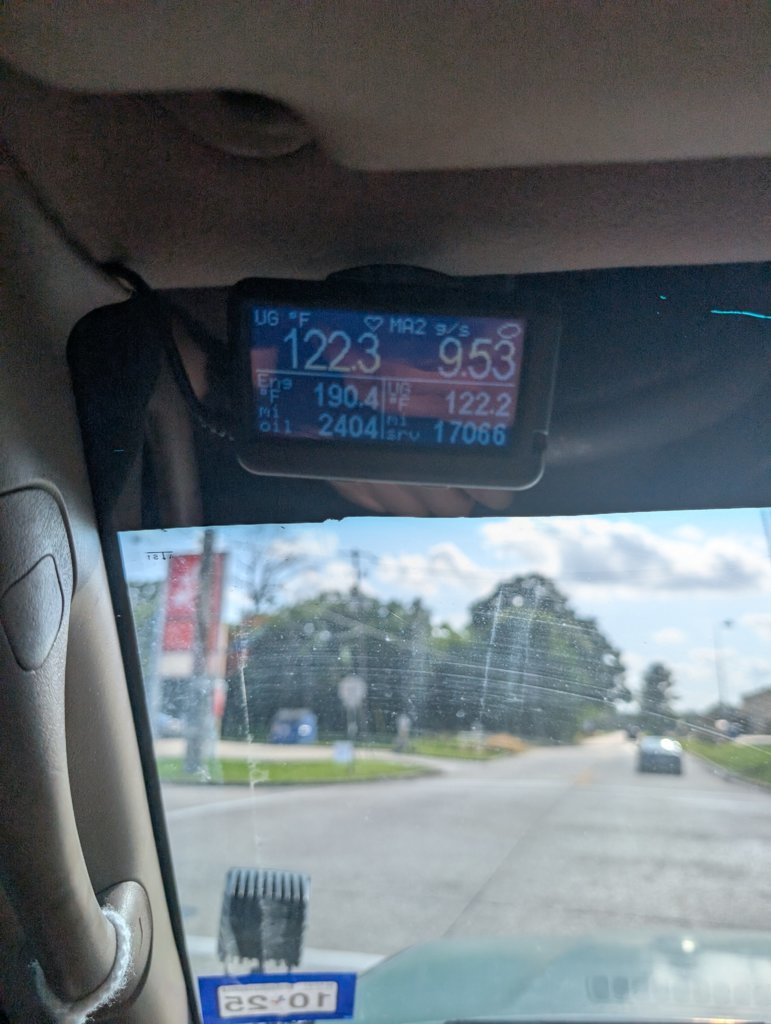 UG °F ♡ MA2 g/s
122.3 9.53
Eng °F 190.4 UG °F 122.2
mi oil 2404 mi srv 17066
10 25